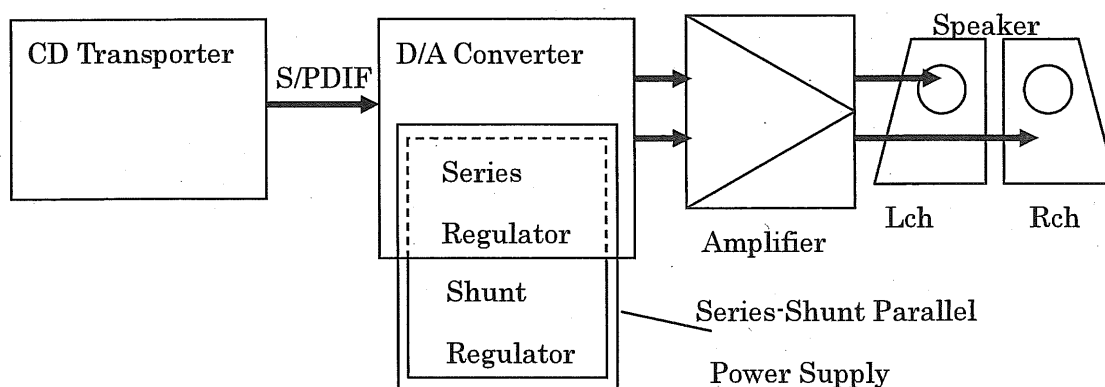 CD Transporter
S/PDIF
D/A Converter
Series
Regulator
Shunt
Regulator
Amplifier
Speaker
Lch
Rch
Series-Shunt Parallel
Power Supply